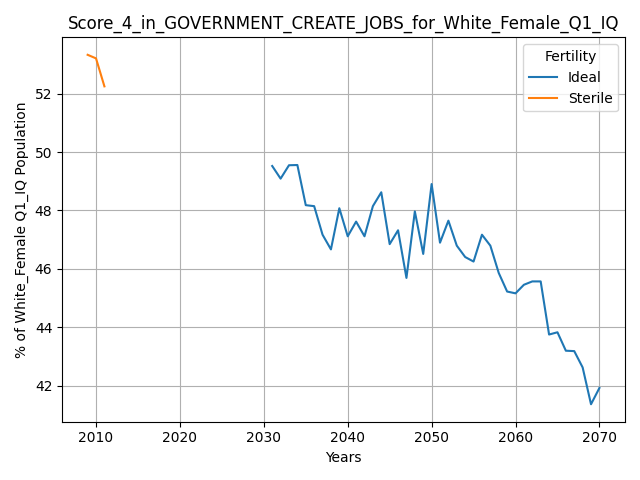 Score_4_in_GOVERNMENT_CREATE_JOBS_for_White_Female_Q1_IQ
Fertility
Ideal
Sterile
% of White_Female Q1_IQ Population
52
50
48
46
44
42
2010 2020 2030 2040 2050 2060 2070
Years